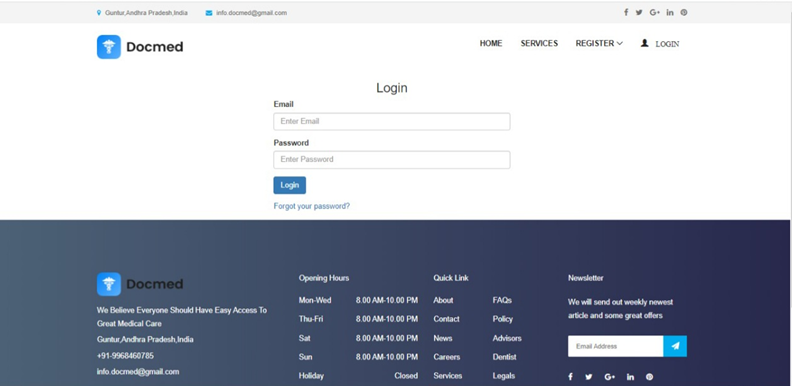 Guntur,Andhra Pradesh,India info.docmed@gmail.com
Docmed HOME SERVICES REGISTER LOGIN
Login
Email
Enter Email
Password
Enter Password
Login
Forgot your password?
Docmed
We Believe Everyone Should Have Easy Access To
Great Medical Care
Guntur,Andhra Pradesh,India
+91-9968460785
info.docmed@gmail.com
Opening Hours
Mon-Wed 8.00 AM-10.00 PM
Thu-Fri 8.00 AM-10.00 PM
Sat 8.00 AM-10.00 PM
Sun 8.00 AM-10.00 PM
Holiday Closed
Quick Link
About FAQs
Contact Policy
News Advisors
Careers Dentist
Services Legals
Newsletter
We will send out weekly newest
article and some great offers
Email Address